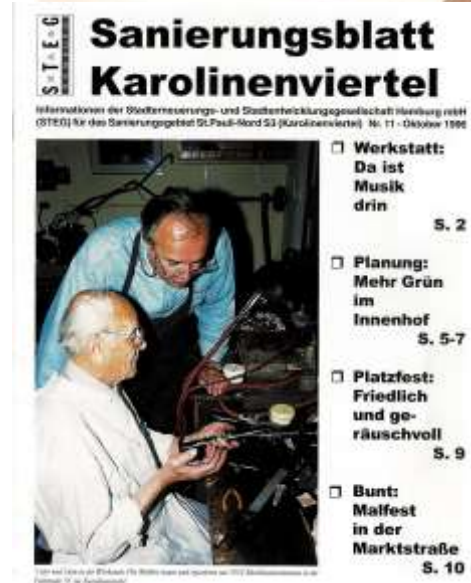 S·T·E·G
Sanierungsblatt
Karolinenviertel
Informationen der Stadterneuerungs- und Stadtentwicklungsgesellschaft Hamburg mbH
(STEG) für das Sanierungsgebiet St.Pauli-Nord S3 (Karolinenviertel) Nr. 11 - Oktober
❒ Werkstatt:
Da ist
Musik
drin
S. 2
❒ Planung:
Mehr Grün
im
Innenhof
S. 5-7
❒ Platzfest:
Friedlich
und ge-
räuschvoll
S. 9
❒ Bunt:
Malfest
in der
Marktstraße
S. 10